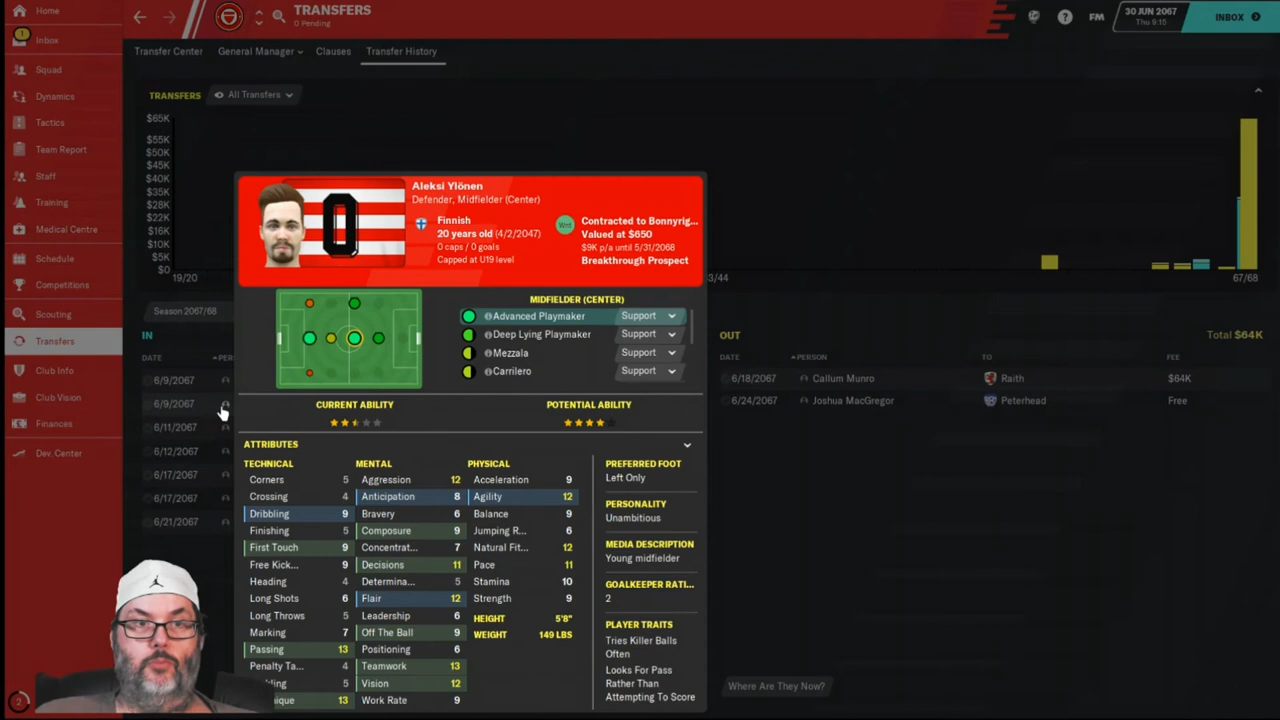 Home
TRANSFERS
0 Pending
FM
30 JUN 2067
Thu 9:15
INBOX
1
Inbox
Transfer Center
General Manager
Clauses
Transfer History
Squad
Dynamics
Tactics
Team Report
Staff
Training
Medical Centre
Schedule
Competitions
Scouting
Transfers
Club Info
Club Vision
Finances
Dev. Center
2
TRANSFERS
All Transfers
$65K
$55K
$50K
$45K
$40K
$35K
$28K
$22K
$16K
$10K
$5K
$0
19/20
3/44
67/68
Season 2067/68
IN
DATE
PER
6/9/2067
6/9/2067
6/11/2067
6/12/2067
6/17/2067
6/17/2067
6/21/2067
0
Aleksi Ylönen
Defender, Midfielder (Center)
Finnish
20 years old (4/2/2047)
0 caps / 0 goals
Capped at U19 level
Wnt
Contracted to Bonnyrig...
Valued at $650
$9K p/a until 5/31/2068
Breakthrough Prospect
MIDFIELDER (CENTER)
Advanced Playmaker Support
Deep Lying Playmaker Support
Mezzala Support
Carrilero Support
CURRENT ABILITY
POTENTIAL ABILITY
ATTRIBUTES
TECHNICAL
Corners 5
Crossing 4
Dribbling 9
Finishing 5
First Touch 9
Free Kick... 9
Heading 4
Long Shots 6
Long Throws 5
Marking 7
Passing 13
Penalty Ta... 4
ling 5
ique 13
MENTAL
Aggression 12
Anticipation 8
Bravery 6
Composure 9
Concentrat... 7
Decisions 11
Determina... 5
Flair 12
Leadership 6
Off The Ball 9
Positioning 6
Teamwork 13
Vision 12
Work Rate 9
PHYSICAL
Acceleration 9
Agility 12
Balance 9
Jumping R... 6
Natural Fit... 12
Pace 11
Stamina 10
Strength 9
HEIGHT 5'8"
WEIGHT 149 LBS
PREFERRED FOOT
Left Only
PERSONALITY
Unambitious
MEDIA DESCRIPTION
Young midfielder
GOALKEEPER RATI...
2
PLAYER TRAITS
Tries Killer Balls
Often
Looks For Pass
Rather Than
Attempting To Score
OUT
Total $64K
DATE
PERSON
TO
FEE
6/18/2067
Callum Munro
Raith
$64K
6/24/2067
Joshua MacGregor
Peterhead
Free
Where Are They Now?